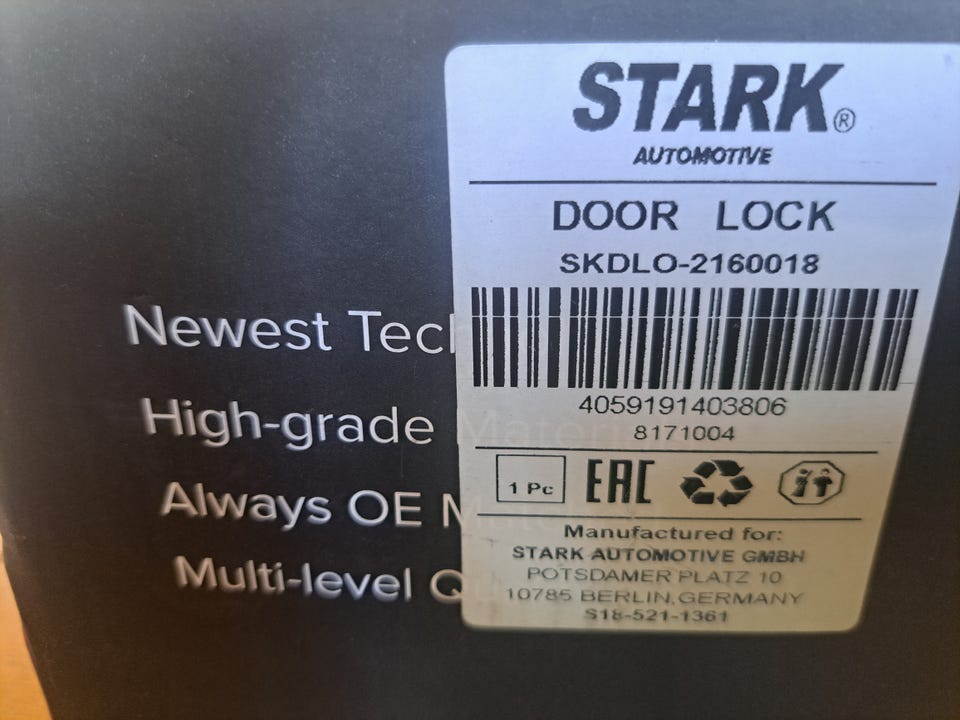 STARK®
AUTOMOTIVE
DOOR LOCK
SKDLO-2160018
4059191403806
8171004
1 Pc EAC
Manufactured for:
STARK AUTOMOTIVE GMBH
POTSDAMER PLATZ 10
10785 BERLIN, GERMANY
S18-521-1361
Newest Tec
High-grade Materi
Always OE M
Multi-level Q